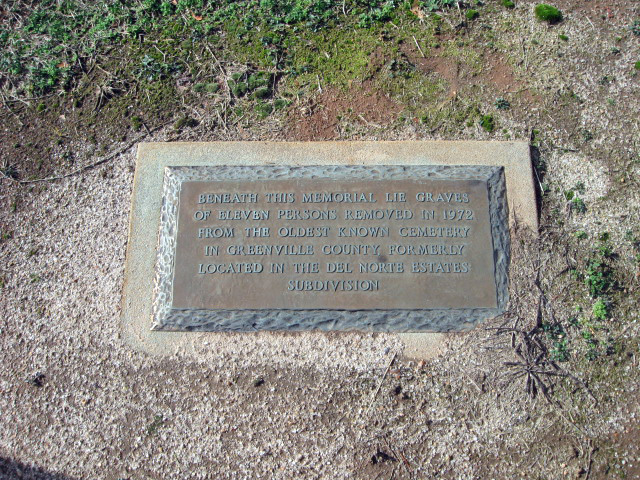 BENEATH THIS MEMORIAL LIE GRAVES
OF ELEVEN PERSONS REMOVED IN 1972
FROM THE OLDEST KNOWN CEMETERY
IN GREENVILLE COUNTY FORMERLY
LOCATED IN THE DEL NORTE ESTATES
SUBDIVISION